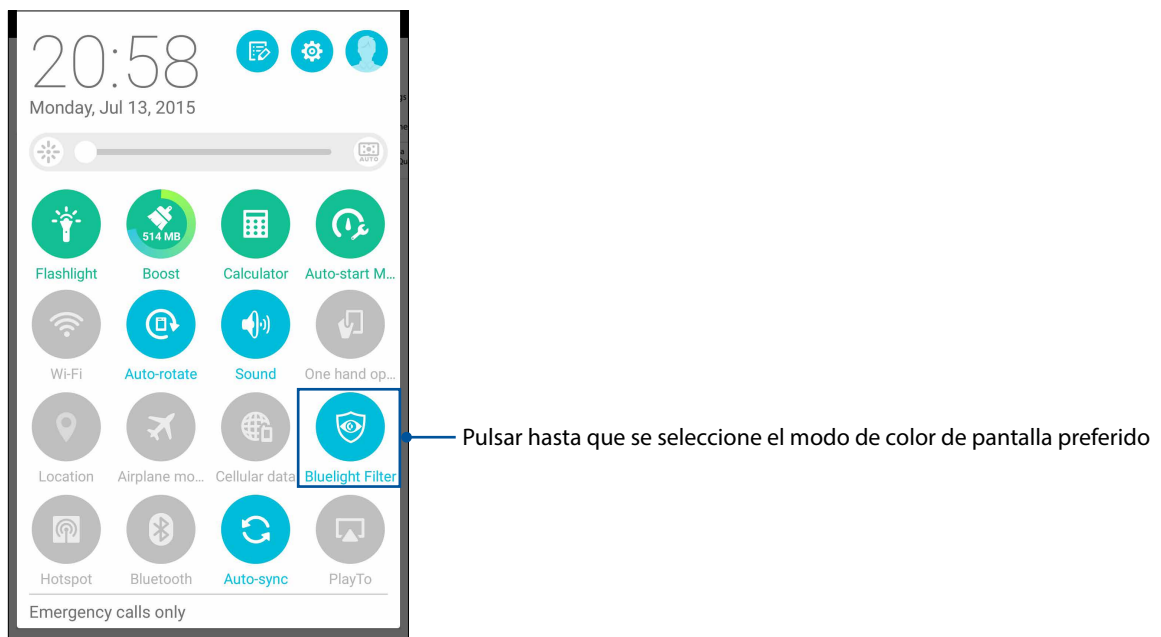 20:58
Monday, Jul 13, 2015
AUTO
514 MB
Flashlight Boost Calculator Auto-start M...
Wi-Fi Auto-rotate Sound One hand op...
Pulsar hasta que se seleccione el modo de color de pantalla preferido
Location Airplane mo... Cellular data Bluelight Filter
Hotspot Bluetooth Auto-sync PlayTo
Emergency calls only